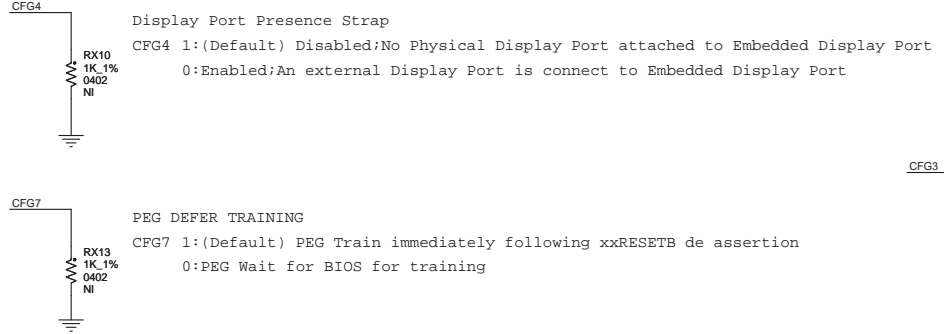 CFG4
Display Port Presence Strap
CFG4 1:(Default) Disabled;No Physical Display Port attached to Embedded Display Port
0:Enabled;An external Display Port is connect to Embedded Display Port
RX10
1K_1%
0402
NI
CFG3
CFG7
PEG DEFER TRAINING
CFG7 1:(Default) PEG Train immediately following xxRESETB de assertion
0:PEG Wait for BIOS for training
RX13
1K_1%
0402
NI